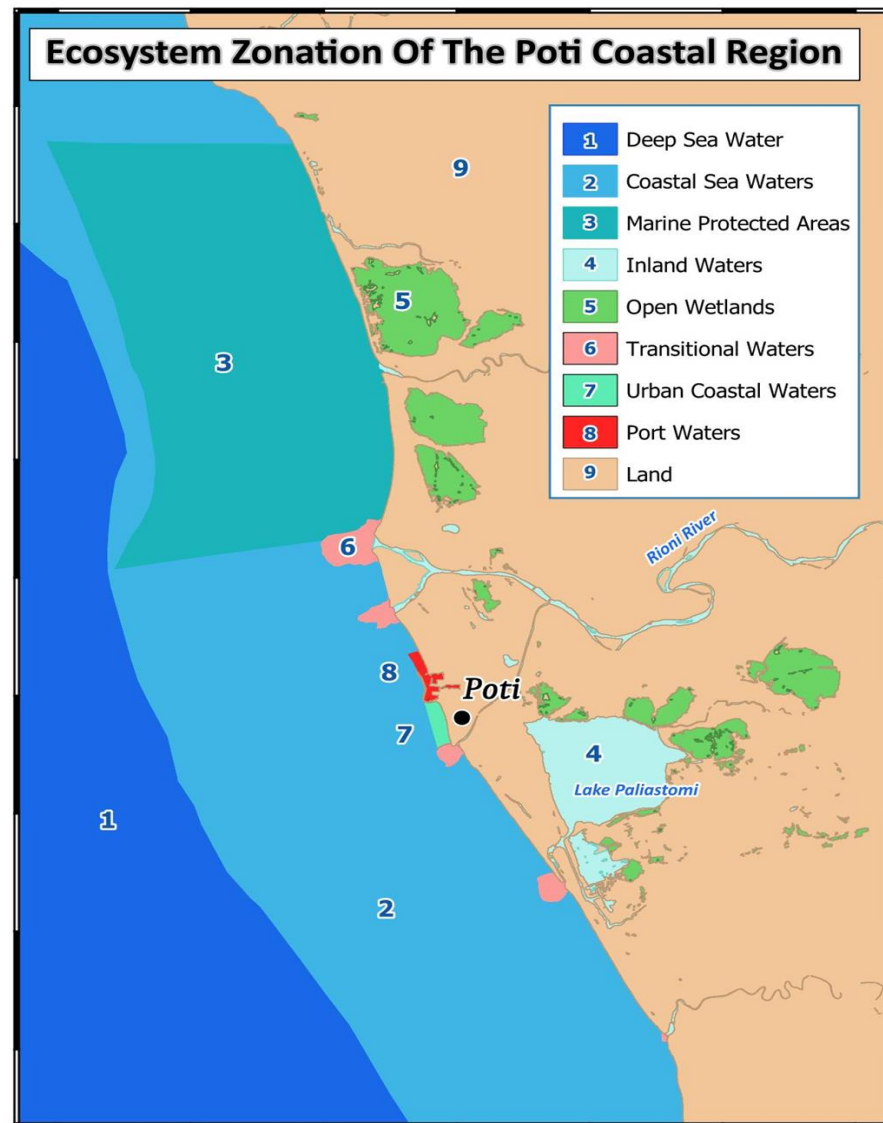 Ecosystem Zonation Of The Poti Coastal Region
1 Deep Sea Water
2 Coastal Sea Waters
3 Marine Protected Areas
4 Inland Waters
5 Open Wetlands
6 Transitional Waters
7 Urban Coastal Waters
8 Port Waters
9 Land
9
5
3
Rioni River
6
8
Poti
7
4
Lake Paliastomi
1
2